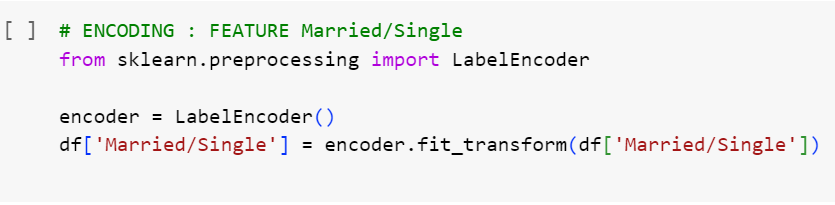 [ ] # ENCODING : FEATURE Married/Single
from sklearn.preprocessing import LabelEncoder
encoder = LabelEncoder()
df['Married/Single'] = encoder.fit_transform(df['Married/Single'])